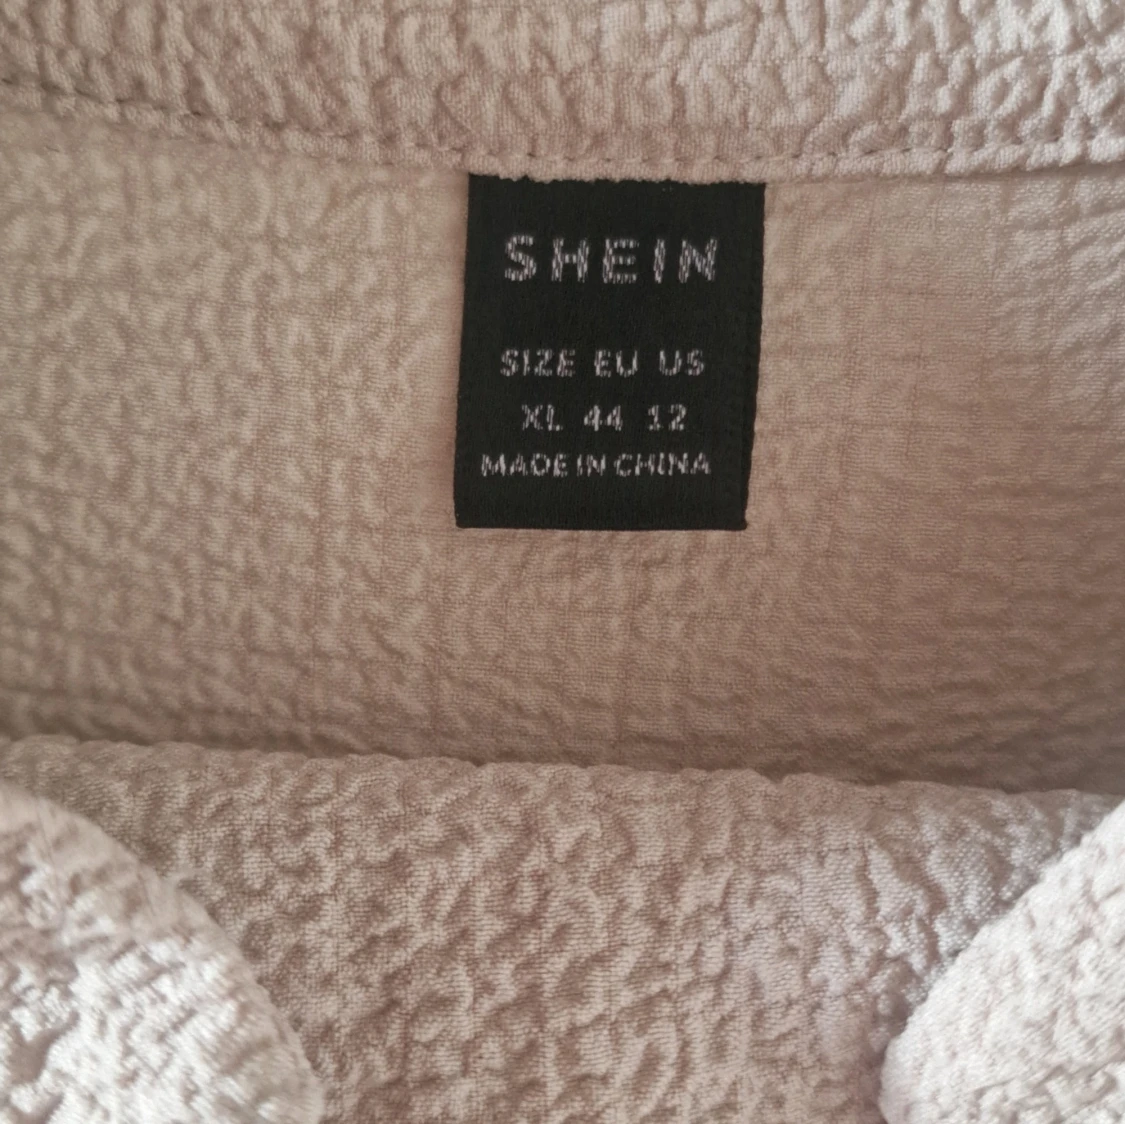 SHEIN
SIZE EU US
XL 44 12
MADE IN CHINA